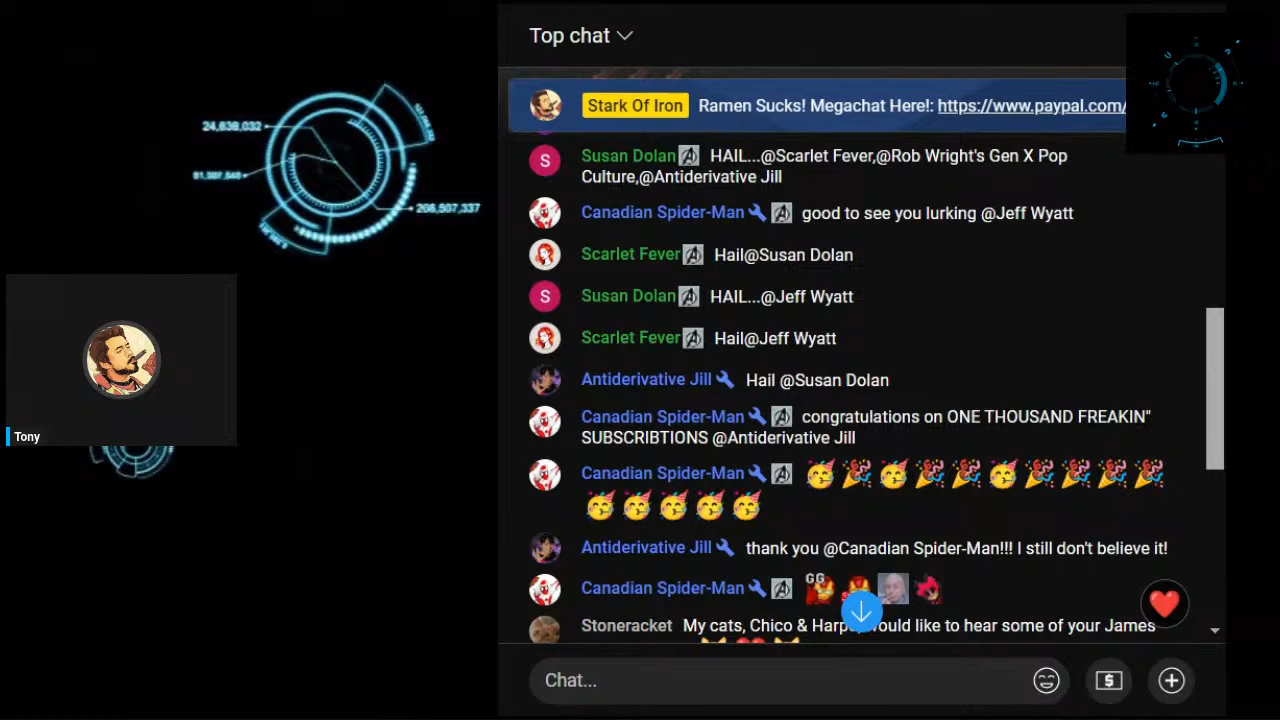 Top chat
Stark Of Iron Ramen Sucks! Megachat Here!: https://www.paypal.com/
24,638,032
206,507,337
S Susan Dolan HAIL...@Scarlet Fever,@Rob Wright's Gen X Pop
Culture,@Antiderivative Jill
Canadian Spider-Man good to see you lurking @Jeff Wyatt
Scarlet Fever Hail@Susan Dolan
S Susan Dolan HAIL...@Jeff Wyatt
Scarlet Fever Hail@Jeff Wyatt
Antiderivative Jill Hail @Susan Dolan
Canadian Spider-Man congratulations on ONE THOUSAND FREAKIN"
SUBSCRIBTIONS @Antiderivative Jill
Tony
Canadian Spider-Man 🥳🎉🥳🎉🎉🥳🎉🎉🎉🎉
🥳🥳🥳🥳🥳
Antiderivative Jill thank you @Canadian Spider-Man!!! I still don't believe it!
Canadian Spider-Man GG
Stoneracket My cats, Chico & Harp ould like to hear some of your James
Chat...